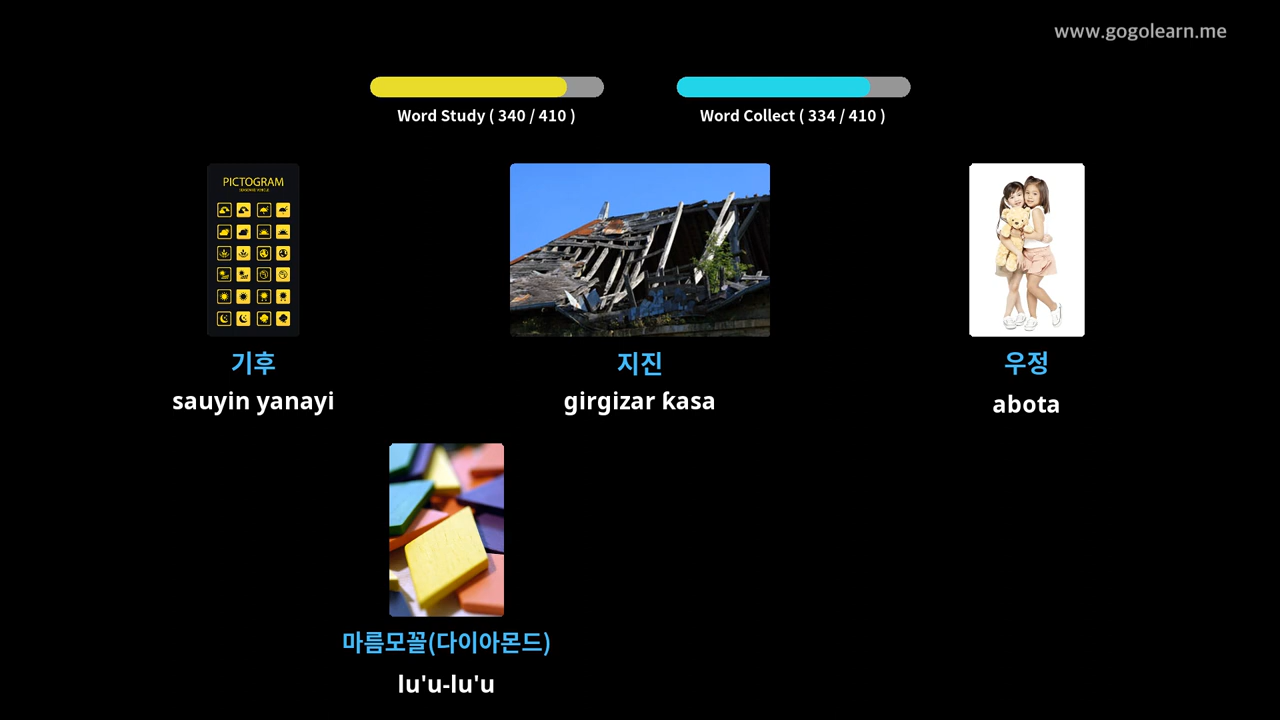 www.gogolearn.me
Word Study ( 340 / 410 )
Word Collect ( 334 / 410 )
PICTOGRAM
기후
지진
우정
sauyin yanayi
girgizar ƙasa
abota
마름모꼴(다이아몬드)
lu'u-lu'u